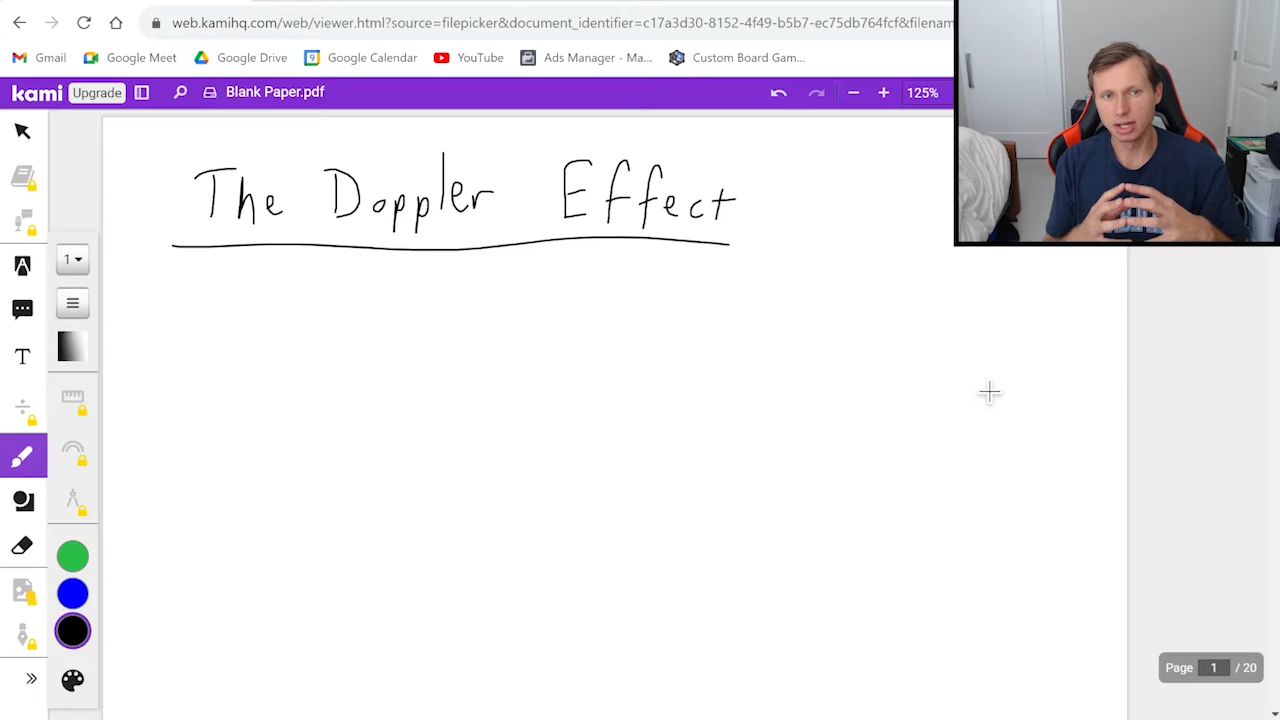 web.kamihq.com/web/viewer.html?source=filepicker&document_identifier=c17a3d30-8152-4f49-b5b7-ec75db764fcf&filenam
Gmail Google Meet Google Drive Google Calendar YouTube Ads Manager - Ma... Custom Board Gam...
kami Upgrade Blank Paper.pdf 125%
The Doppler Effect
1
T
Page 1 / 20